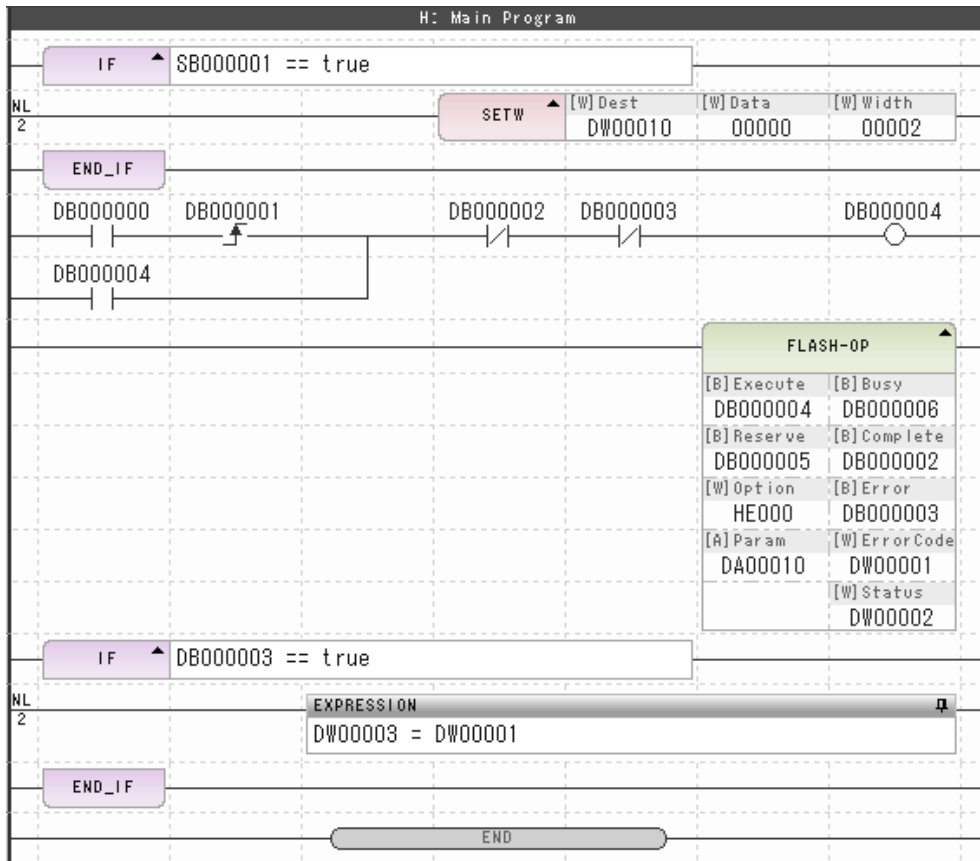 H: Main Program
IF SB000001 == true
NL
2
SETW [W]Dest [W]Data [W]Width
DW00010 00000 00002
END_IF
DB000000 DB000001 DB000002 DB000003 DB000004
DB000004
FLASH-OP
[B]Execute [B]Busy
DB000004 DB000006
[B]Reserve [B]Complete
DB000005 DB000002
[W]Option [B]Error
HE000 DB000003
[A]Param [W]ErrorCode
DA00010 DW00001
[W]Status
DW00002
IF DB000003 == true
NL
2
EXPRESSION
DW00003 = DW00001
END_IF
END